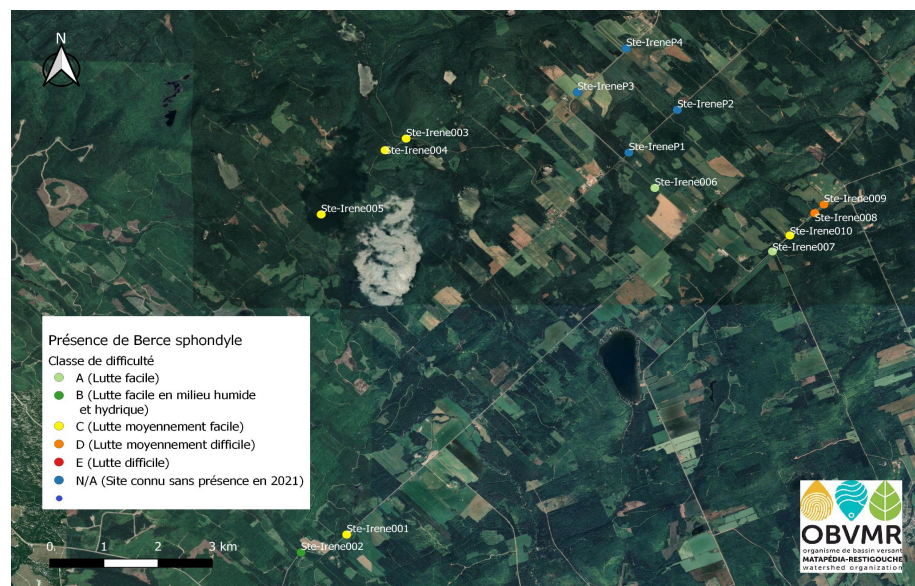 N
Ste-IreneP4
Ste-IreneP3
Ste-IreneP2
Ste-Irene003
Ste-Irene004
Ste-IreneP1
Ste-Irene006
Ste-Irene005
Ste-Irene009
Ste-Irene008
Ste-Irene010
Ste-Irene007
Présence de Berce sphondyle
Classe de difficulté
A (Lutte facile)
B (Lutte facile en milieu humide
et hydrique)
C (Lutte moyennement facile)
D (Lutte moyennement difficile)
E (Lutte difficile)
N/A (Site connu sans présence en 2021)
Ste-Irene001
Ste-Irene002
0 1 2 3 km
OBVMR
organisme de bassin versant
MATAPÉDIA-RESTIGOUCHE
watershed organization